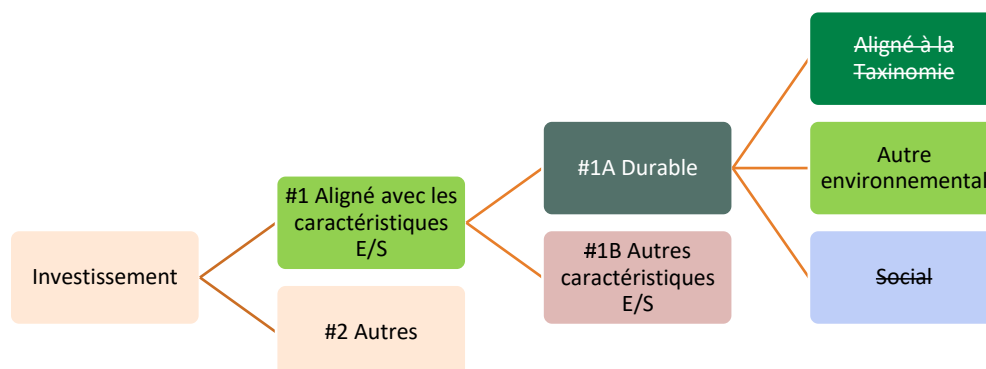 Investissement
#1 Aligné avec les
caractéristiques
E/S
#2 Autres
#1A Durable
#1B Autres
caractéristiques
E/S
Aligné à la
Taxinomie
Autre
environnemental
Social